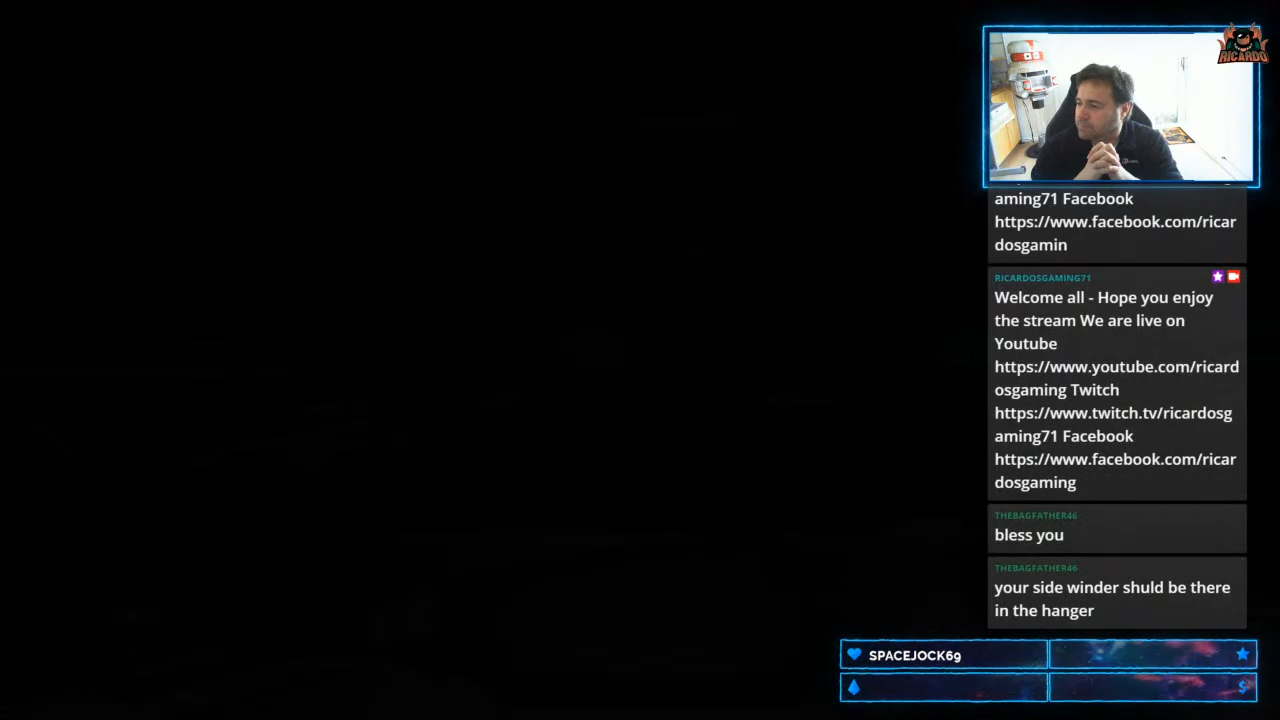 RICARDO
aming71 Facebook
https://www.facebook.com/ricar
dosgamin
RICARDOSGAMING71
Welcome all - Hope you enjoy
the stream We are live on
Youtube
https://www.youtube.com/ricard
osgaming Twitch
https://www.twitch.tv/ricardosg
aming71 Facebook
https://www.facebook.com/ricar
dosgaming
THEBAGFATHER46
bless you
THEBAGFATHER46
your side winder shuld be there
in the hanger
SPACEJOCK69
$